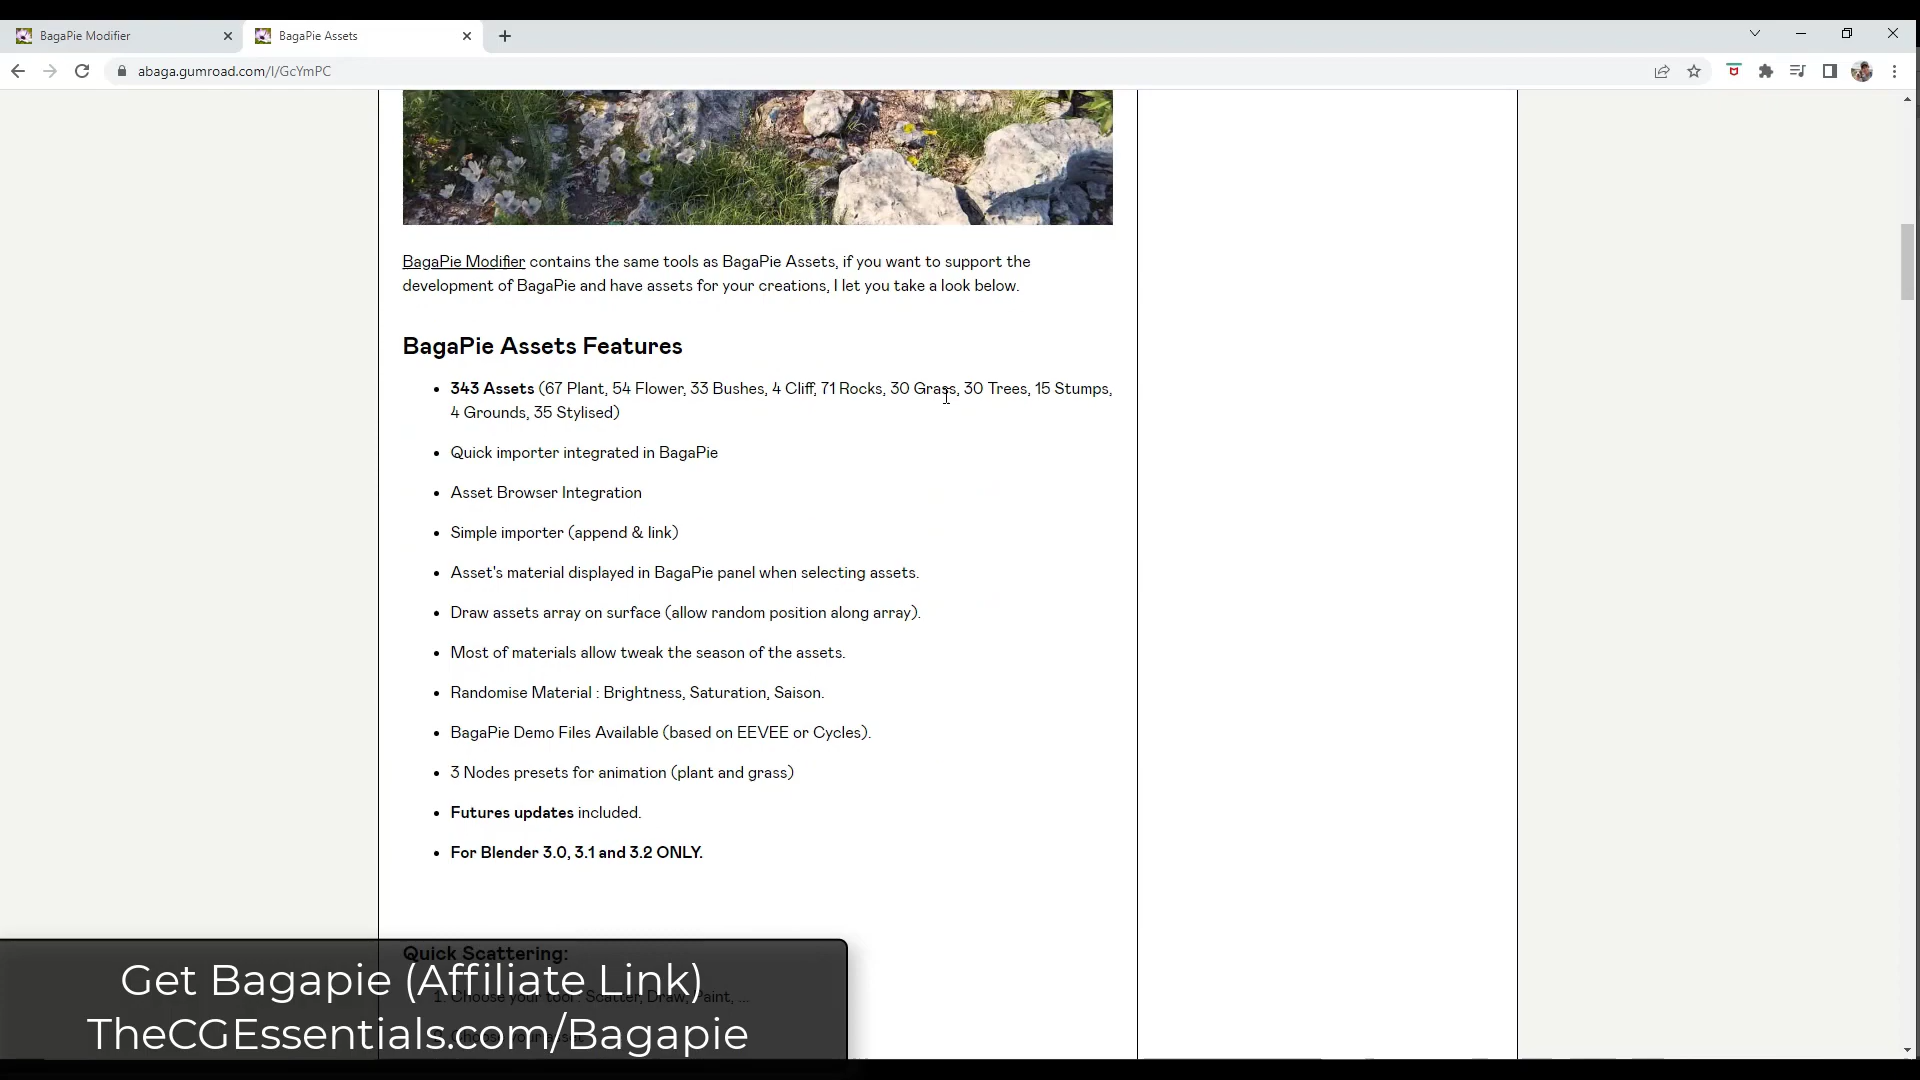 BagaPie Modifier
BagaPie Assets
abaga.gumroad.com/l/GcYmPC
BagaPie Modifier contains the same tools as BagaPie Assets, if you want to support the
development of BagaPie and have assets for your creations, I let you take a look below.
BagaPie Assets Features
• 343 Assets (67 Plant, 54 Flower, 33 Bushes, 4 Cliff, 71 Rocks, 30 Grass, 30 Trees, 15 Stumps,
4 Grounds, 35 Stylised)
• Quick importer integrated in BagaPie
• Asset Browser Integration
• Simple importer (append & link)
• Asset's material displayed in BagaPie panel when selecting assets.
• Draw assets array on surface (allow random position along array).
• Most of materials allow tweak the season of the assets.
• Randomise Material : Brightness, Saturation, Saison.
• BagaPie Demo Files Available (based on EEVEE or Cycles).
• 3 Nodes presets for animation (plant and grass)
• Futures updates included.
• For Blender 3.0, 3.1 and 3.2 ONLY.
Quick Scattering:
1. Choose your tool : Scatter, Draw, Paint, ...
Get Bagapie (Affiliate Link)
TheCGEssentials.com/Bagapie